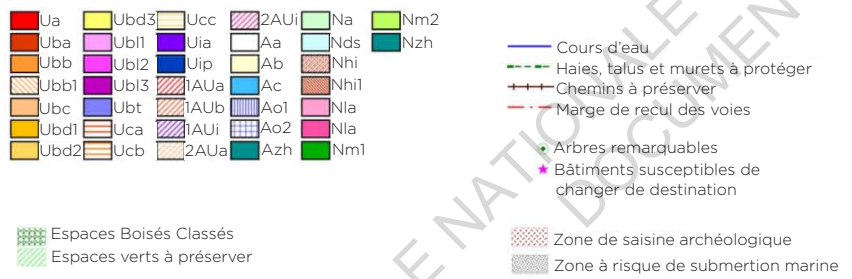 Ua Ubd3 Ucc 2AUi Na Nm2
Uba Ubl1 Uia Aa Nds Nzh
Ubb Ubl2 Uip Ab Nhi
Ubb1 Ubl3 1AUa Ac Nhi1
Ubc Ubt 1AUb Ao1 Nla
Ubd1 Uca 1AUi Ao2 Nla
Ubd2 Ucb 2AUa Azh Nm1
Cours d'eau
Haies, talus et murets à protéger
Chemins à préserver
Marge de recul des voies
Arbres remarquables
Bâtiments susceptibles de
changer de destination
Espaces Boisés Classés
Espaces verts à préserver
Zone de saisine archéologique
Zone à risque de submertion marine
E NATIONALE
DOCUMEN